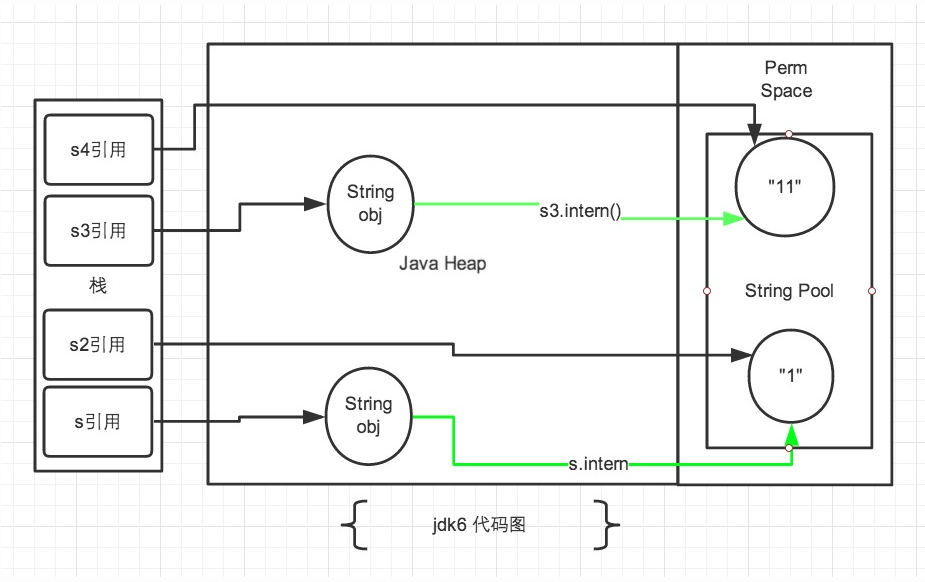 Perm
Space
s4引用
String
obj
"11"
s3.intern()
s3引用
Java Heap
栈
String Pool
s2引用
"1"
String
obj
s引用
s.intern
jdk6 代码图